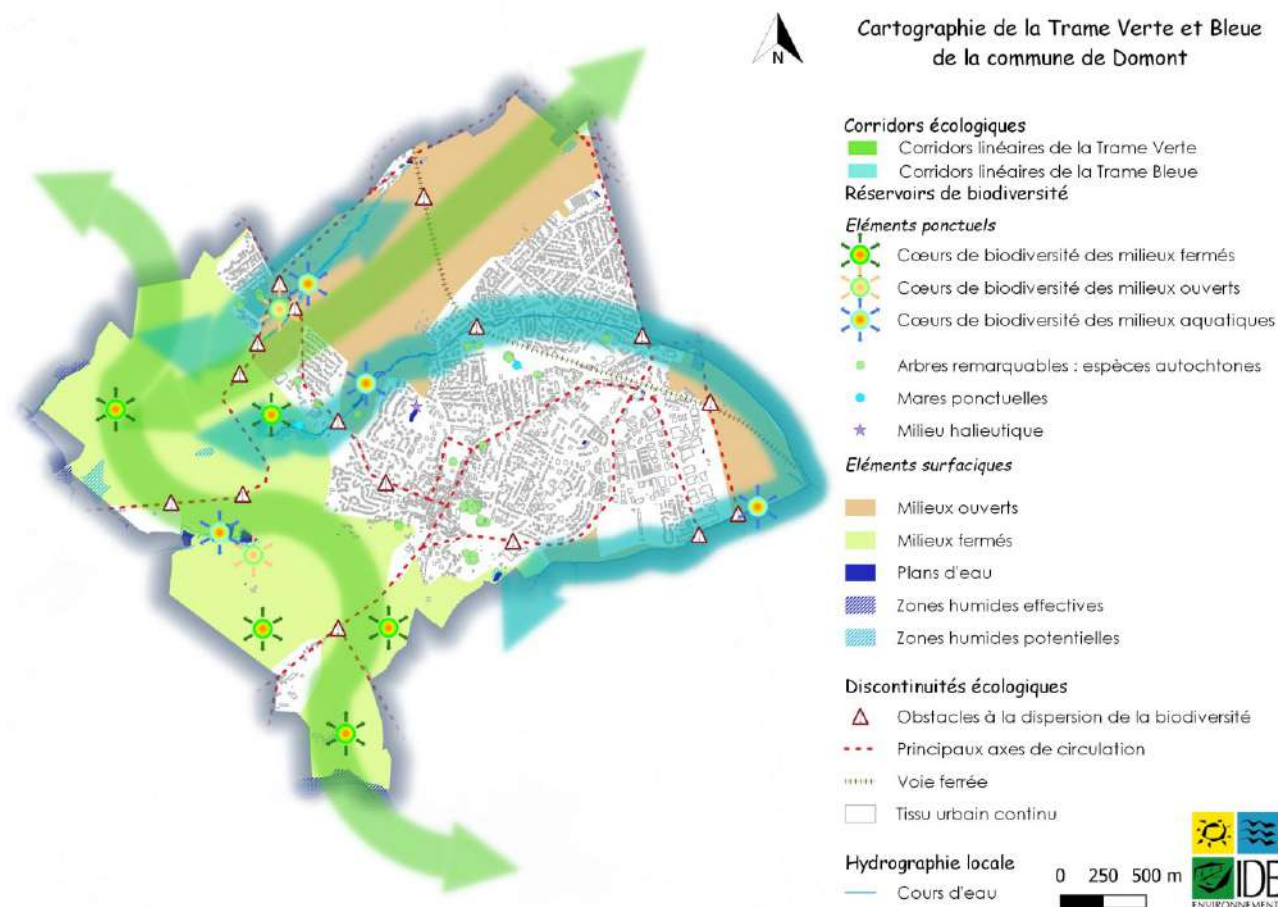 Cartographie de la Trame Verte et Bleue
de la commune de Domont
N
Corridors écologiques
Corridors linéaires de la Trame Verte
Corridors linéaires de la Trame Bleue
Réservoirs de biodiversité
Eléments ponctuels
Cœurs de biodiversité des milieux fermés
Cœurs de biodiversité des milieux ouverts
Cœurs de biodiversité des milieux aquatiques
Arbres remarquables : espèces autochtones
Mares ponctuelles
Milieu halieutique
Eléments surfaciques
Milieux ouverts
Milieux fermés
Plans d'eau
Zones humides effectives
Zones humides potentielles
Discontinuités écologiques
Obstacles à la dispersion de la biodiversité
Principaux axes de circulation
Voie ferrée
Tissu urbain continu
Hydrographie locale
Cours d'eau
0 250 500 m
IDE
ENVIRONNEMENT